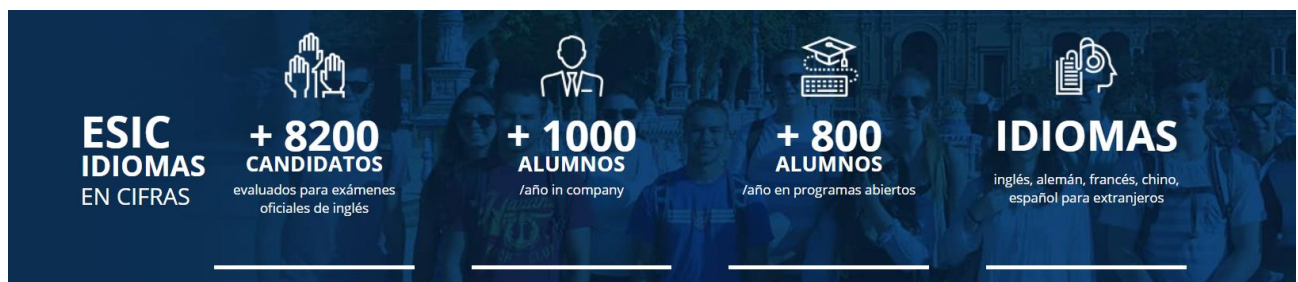 ESIC
IDIOMAS
EN CIFRAS
+ 8200
CANDIDATOS
evaluados para exámenes
oficiales de inglés
+ 1000
ALUMNOS
/año in company
+ 800
ALUMNOS
/año en programas abiertos
IDIOMAS
inglés, alemán, francés, chino,
español para extranjeros